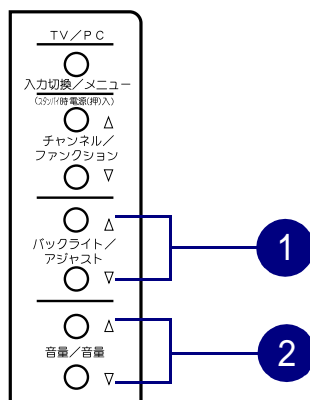 TV／PC
入力切換／メニュー
(スタンバイ時電源(押)入)
△
チャンネル／
ファンクション
▽
△
バックライト／
アジャスト
▽
1
△
音量／音量
▽
2